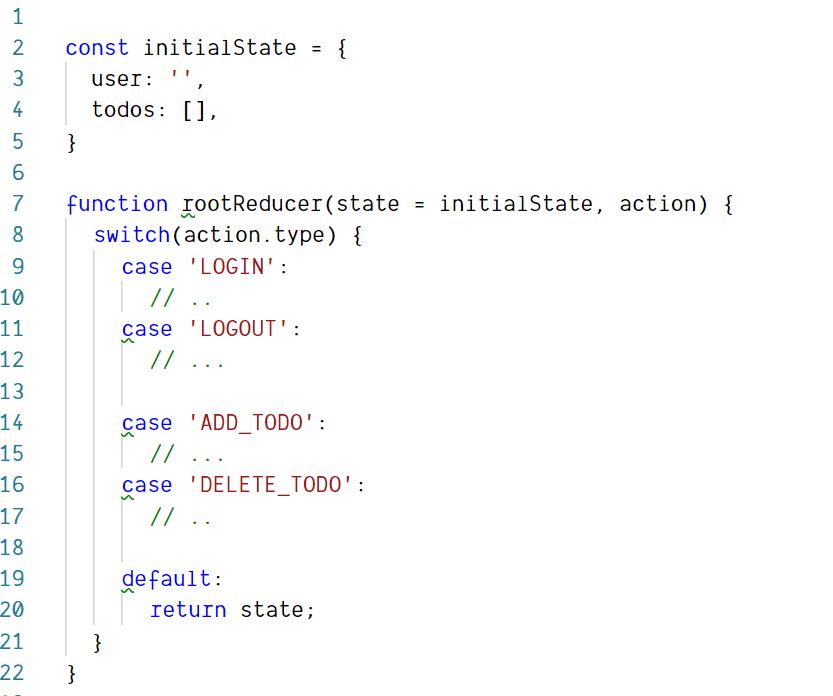 1
2 const initialState = {
3   user: '',
4   todos: [],
5 }
6
7 function rootReducer(state = initialState, action) {
8   switch(action.type) {
9     case 'LOGIN':
10       // ..
11     case 'LOGOUT':
12       // ...
13
14     case 'ADD_TODO':
15       // ...
16     case 'DELETE_TODO':
17       // ..
18
19     default:
20       return state;
21   }
22 }